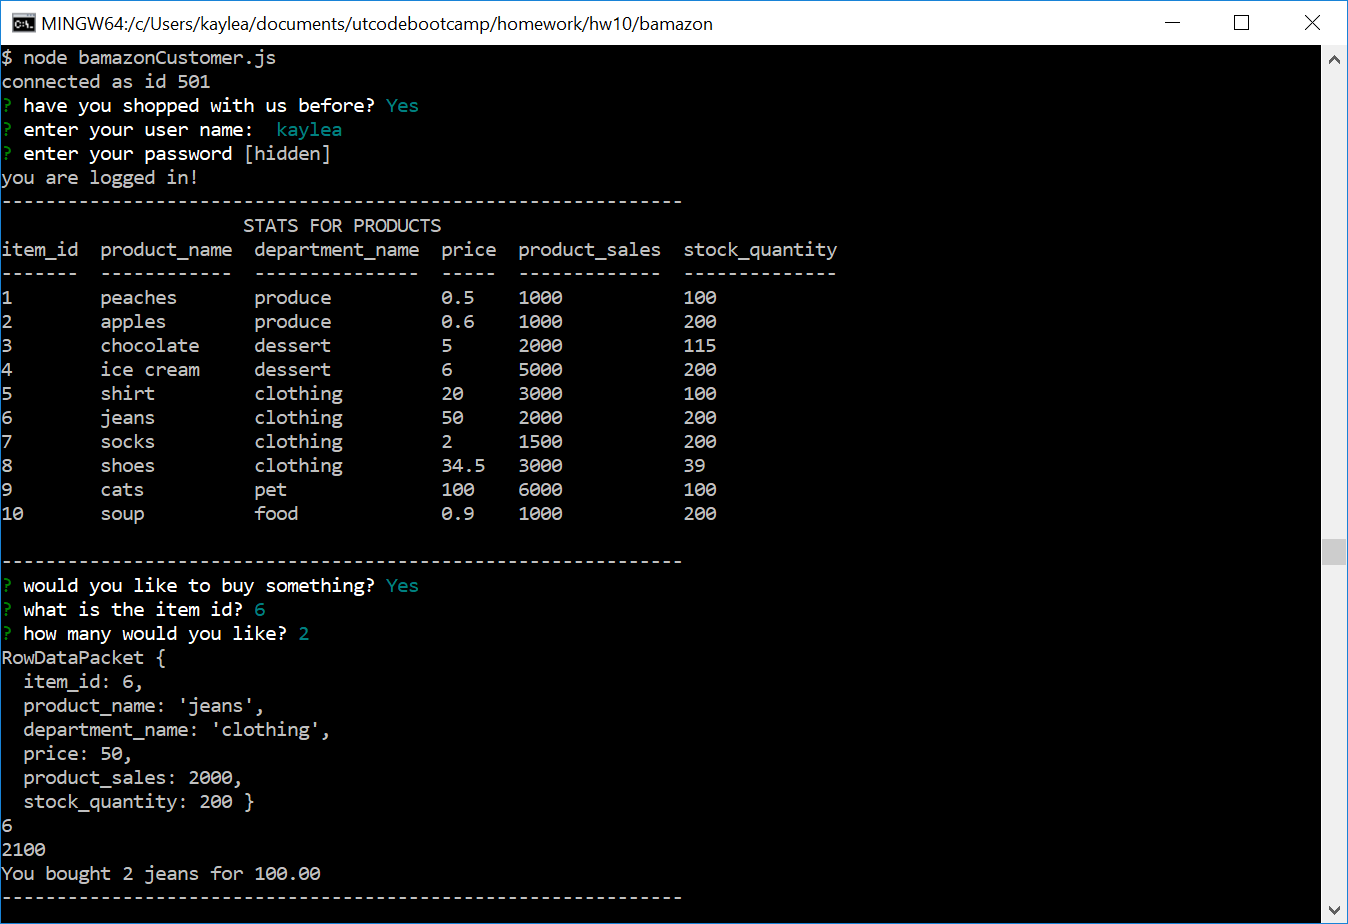 MINGW64:/c/Users/kaylea/documents/utcodebootcamp/homework/hw10/bamazon
$ node bamazonCustomer.js
connected as id 501
? have you shopped with us before? Yes
? enter your user name:  kaylea
? enter your password [hidden]
you are logged in!
--------------------------------------------------------------
                      STATS FOR PRODUCTS
item_id  product_name  department_name  price  product_sales  stock_quantity
-------  ------------  ---------------  -----  -------------  --------------
1        peaches       produce          0.5    1000           100
2        apples        produce          0.6    1000           200
3        chocolate     dessert          5      2000           115
4        ice cream     dessert          6      5000           200
5        shirt         clothing         20     3000           100
6        jeans         clothing         50     2000           200
7        socks         clothing         2      1500           200
8        shoes         clothing         34.5   3000           39
9        cats          pet              100    6000           100
10       soup          food             0.9    1000           200
--------------------------------------------------------------
? would you like to buy something? Yes
? what is the item id? 6
? how many would you like? 2
RowDataPacket {
  item_id: 6,
  product_name: 'jeans',
  department_name: 'clothing',
  price: 50,
  product_sales: 2000,
  stock_quantity: 200 }
6
2100
You bought 2 jeans for 100.00
--------------------------------------------------------------